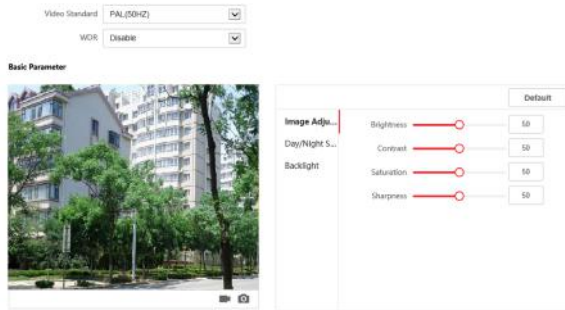 Video Standard PAL(50HZ)
WDR Disable
Basic Parameter
Default
Image Adju...
Brightness 50
Day/Night S...
Contrast 50
Backlight
Saturation 50
Sharpness 50